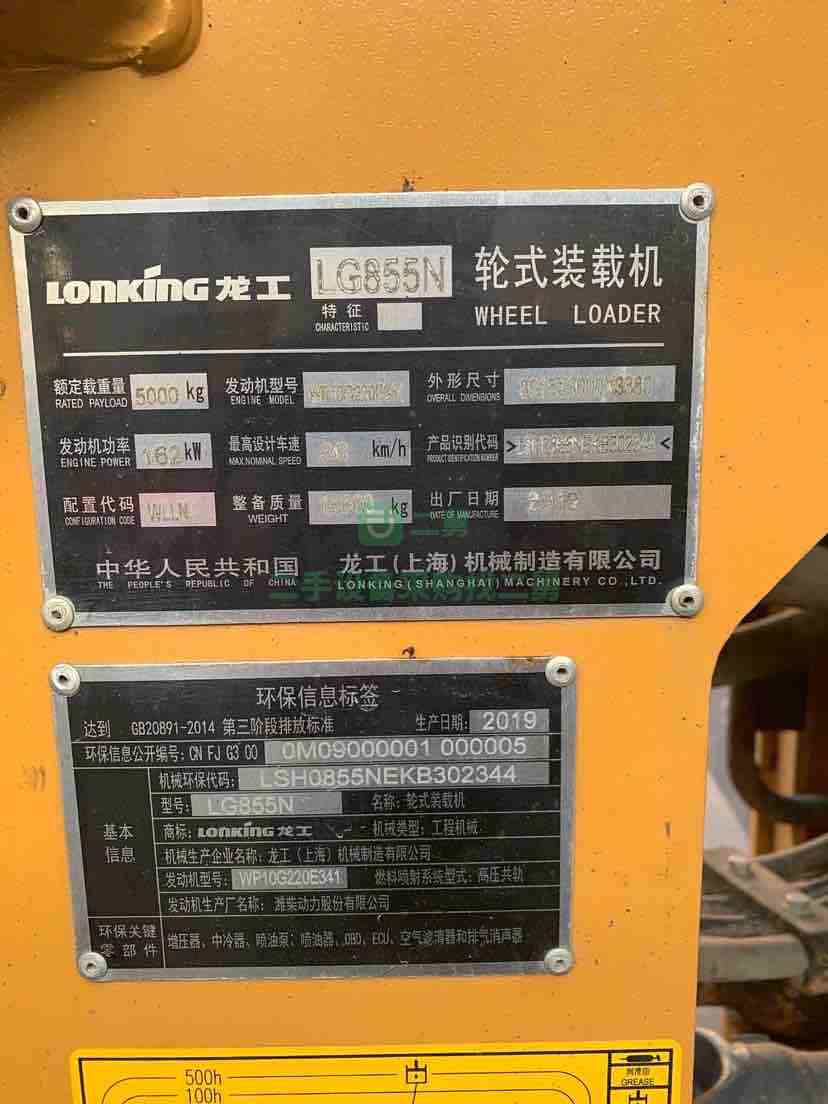 LONKING 龙工 LG855N 轮式装载机
特征
CHARACTERISTIC
WHEEL LOADER
额定载重量 5000 kg 发动机型号 外形尺寸
RATED PAYLOAD ENGINE MODEL OVERALL DIMENSIONS
发动机功率 162 kW 最高设计车速 km/h 产品识别代码 > <
ENGINE POWER MAX.NOMINAL SPEED PRODUCT IDENTIFICATION NUMBER
配置代码 整备质量 kg 出厂日期
CONFIGURATION CODE WEIGHT DATE OF MANUFACTURE
中华人民共和国 龙工(上海)机械制造有限公司
THE PEOPLE'S REPUBLIC OF CHINA LONKING(SHANGHAI)MACHINERY CO.,LTD.
二手设备买购找二勇
环保信息标签
达到 GB20891-2014 第三阶段排放标准 生产日期: 2019
环保信息公开编号: CN FJ G3 00 0M09000001 000005
机械环保代码: LSH0855NEKB302344
型号: LG855N 名称: 轮式装载机
基本信息
商标: LONKING 龙工 机械类型: 工程机械
机械生产企业名称: 龙工(上海)机械制造有限公司
发动机型号: WP10G220E341 燃料喷射系统型式: 高压共轨
发动机生产厂名称: 潍柴动力股份有限公司
环保关键零部件
增压器、中冷器、喷油泵、喷油器、OBD、ECU、空气滤清器和排气消声器
500h
100h
润滑脂
GREASE